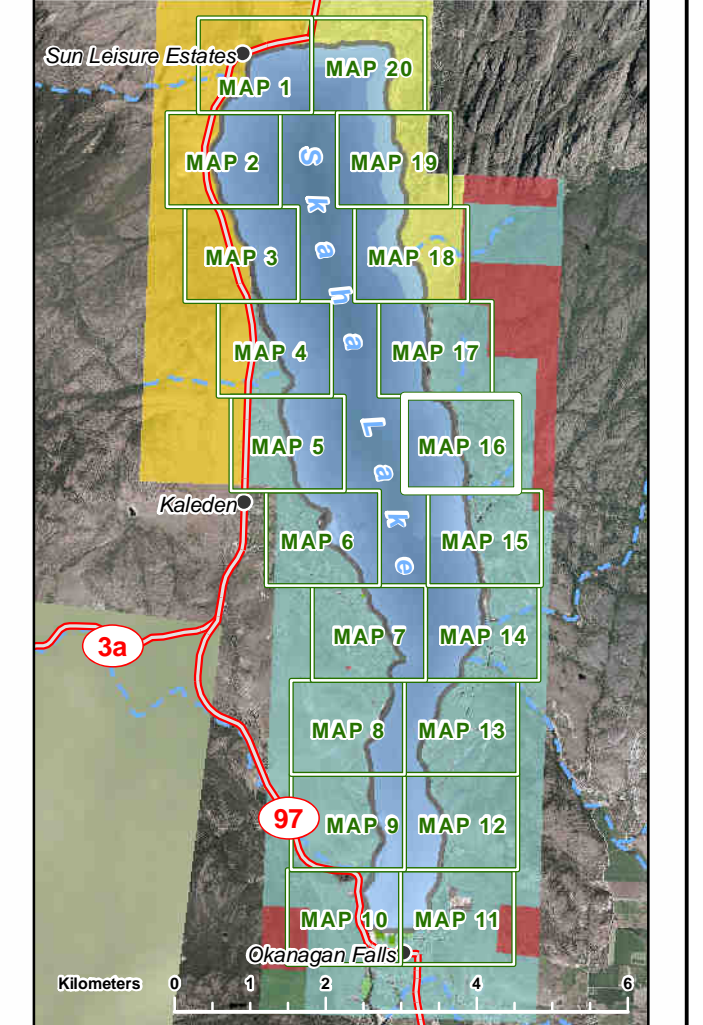 Sun Leisure Estates
MAP 20
MAP 1
MAP 2
MAP 19
MAP 3
MAP 18
MAP 4
MAP 17
MAP 5
MAP 16
Skaha Lake
Kaleden
MAP 6
MAP 15
3a
MAP 7
MAP 14
MAP 8
MAP 13
97
MAP 9
MAP 12
MAP 10
MAP 11
Okanagan Falls
Kilometers 0 1 2 4 6